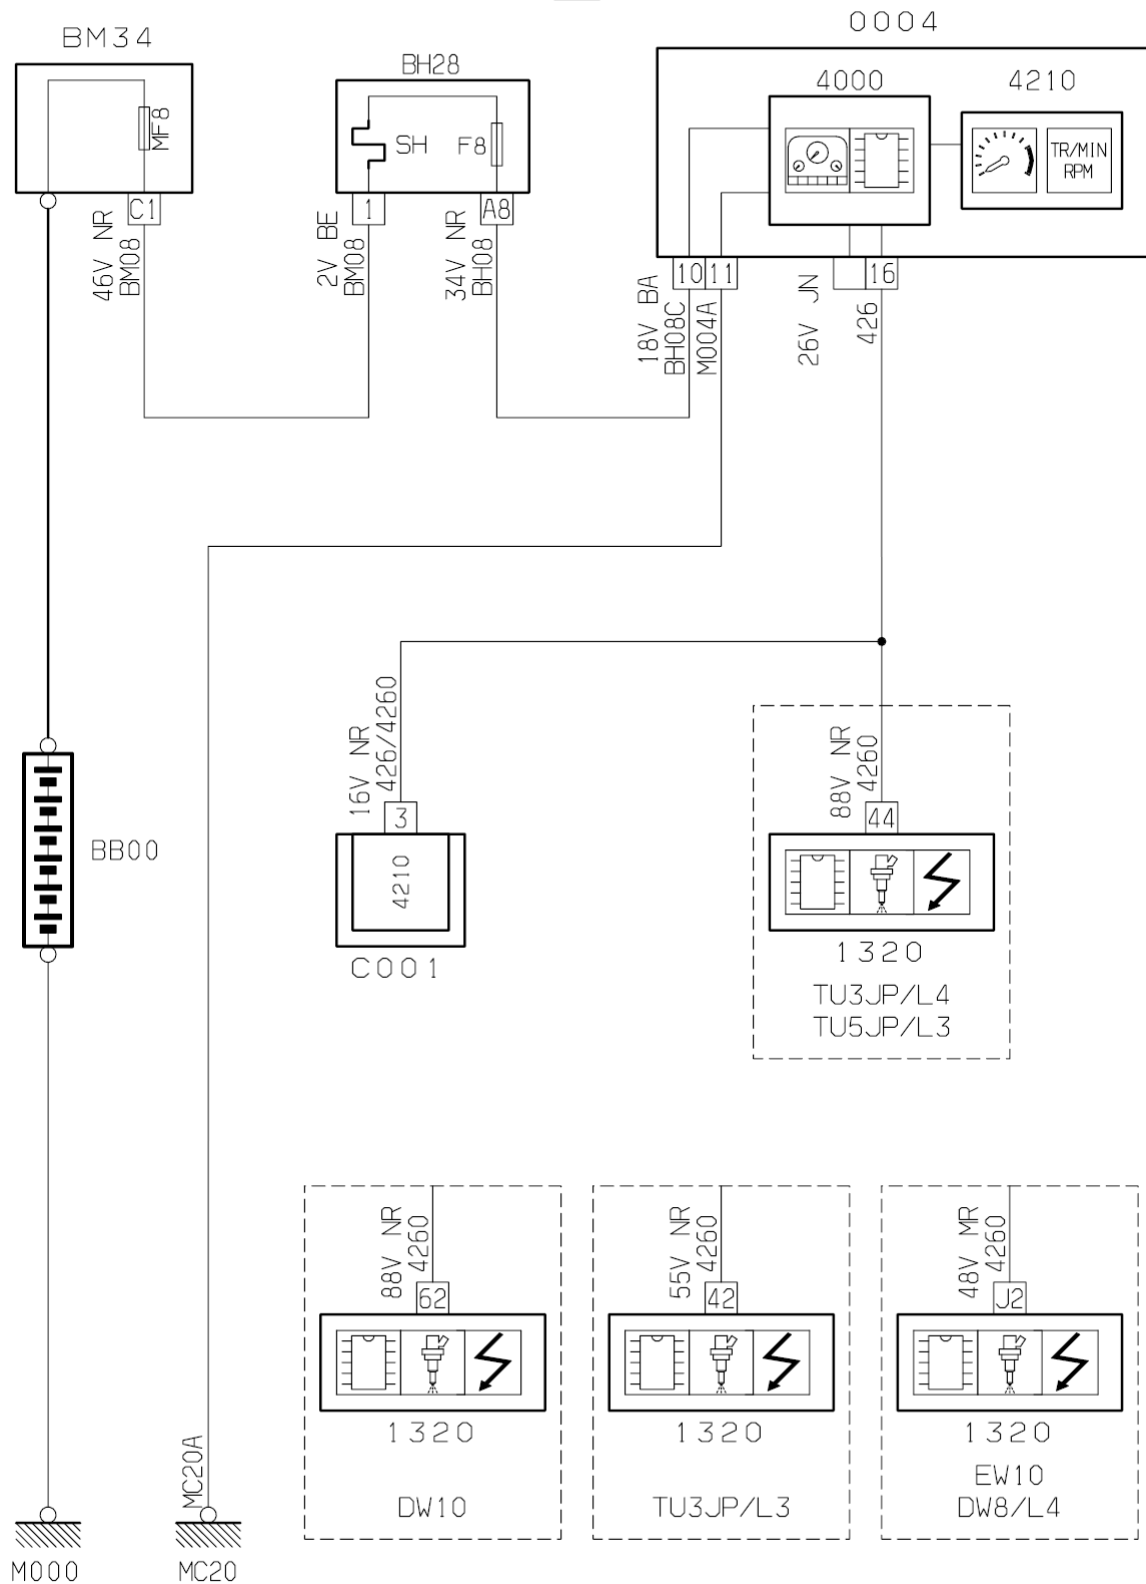 0004
BM34
BH28
4000
4210
MF8
SH
F8
TR/MIN
RPM
C1
1
A8
10
11
16
46V NR
BM08
2V BE
BM08
34V NR
BH08
18V BA
BH08C
M004A
26V JN
426
16V NR
426/4260
88V NR
4260
3
44
BB00
4210
1320
C001
TU3JP/L4
TU5JP/L3
88V NR
4260
55V NR
4260
48V MR
4260
62
42
J2
1320
1320
1320
MC20A
EW10
DW10
TU3JP/L3
DW8/L4
M000
MC20